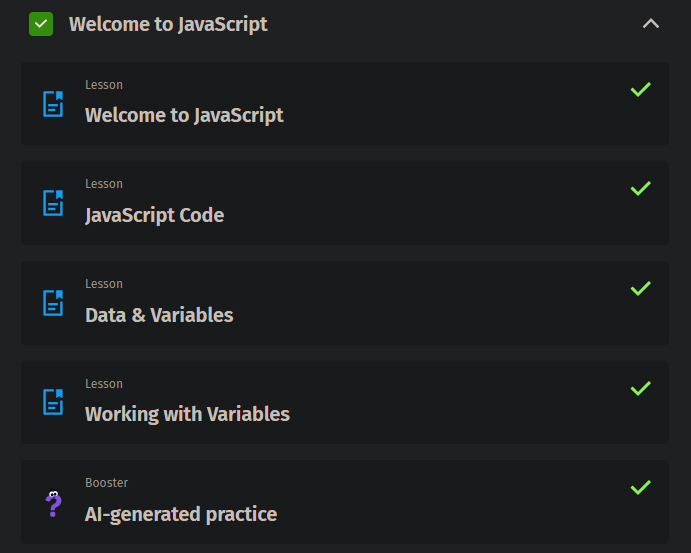 Welcome to JavaScript
Lesson
Welcome to JavaScript
Lesson
JavaScript Code
Lesson
Data & Variables
Lesson
Working with Variables
Booster
AI-generated practice